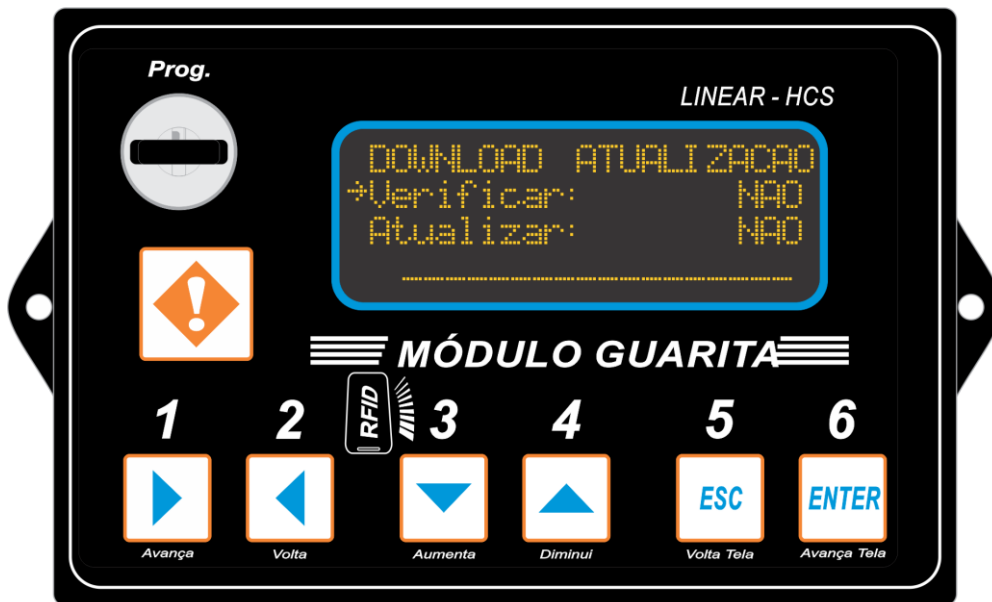 Prog.
LINEAR - HCS
DOWNLOAD ATUALIZACAO
→Verificar: NAO
Atualizar: NAO
!
MÓDULO GUARITA
RFID
1 2 3 4 5 6
ESC ENTER
Avança Volta Aumenta Diminui Volta Tela Avança Tela